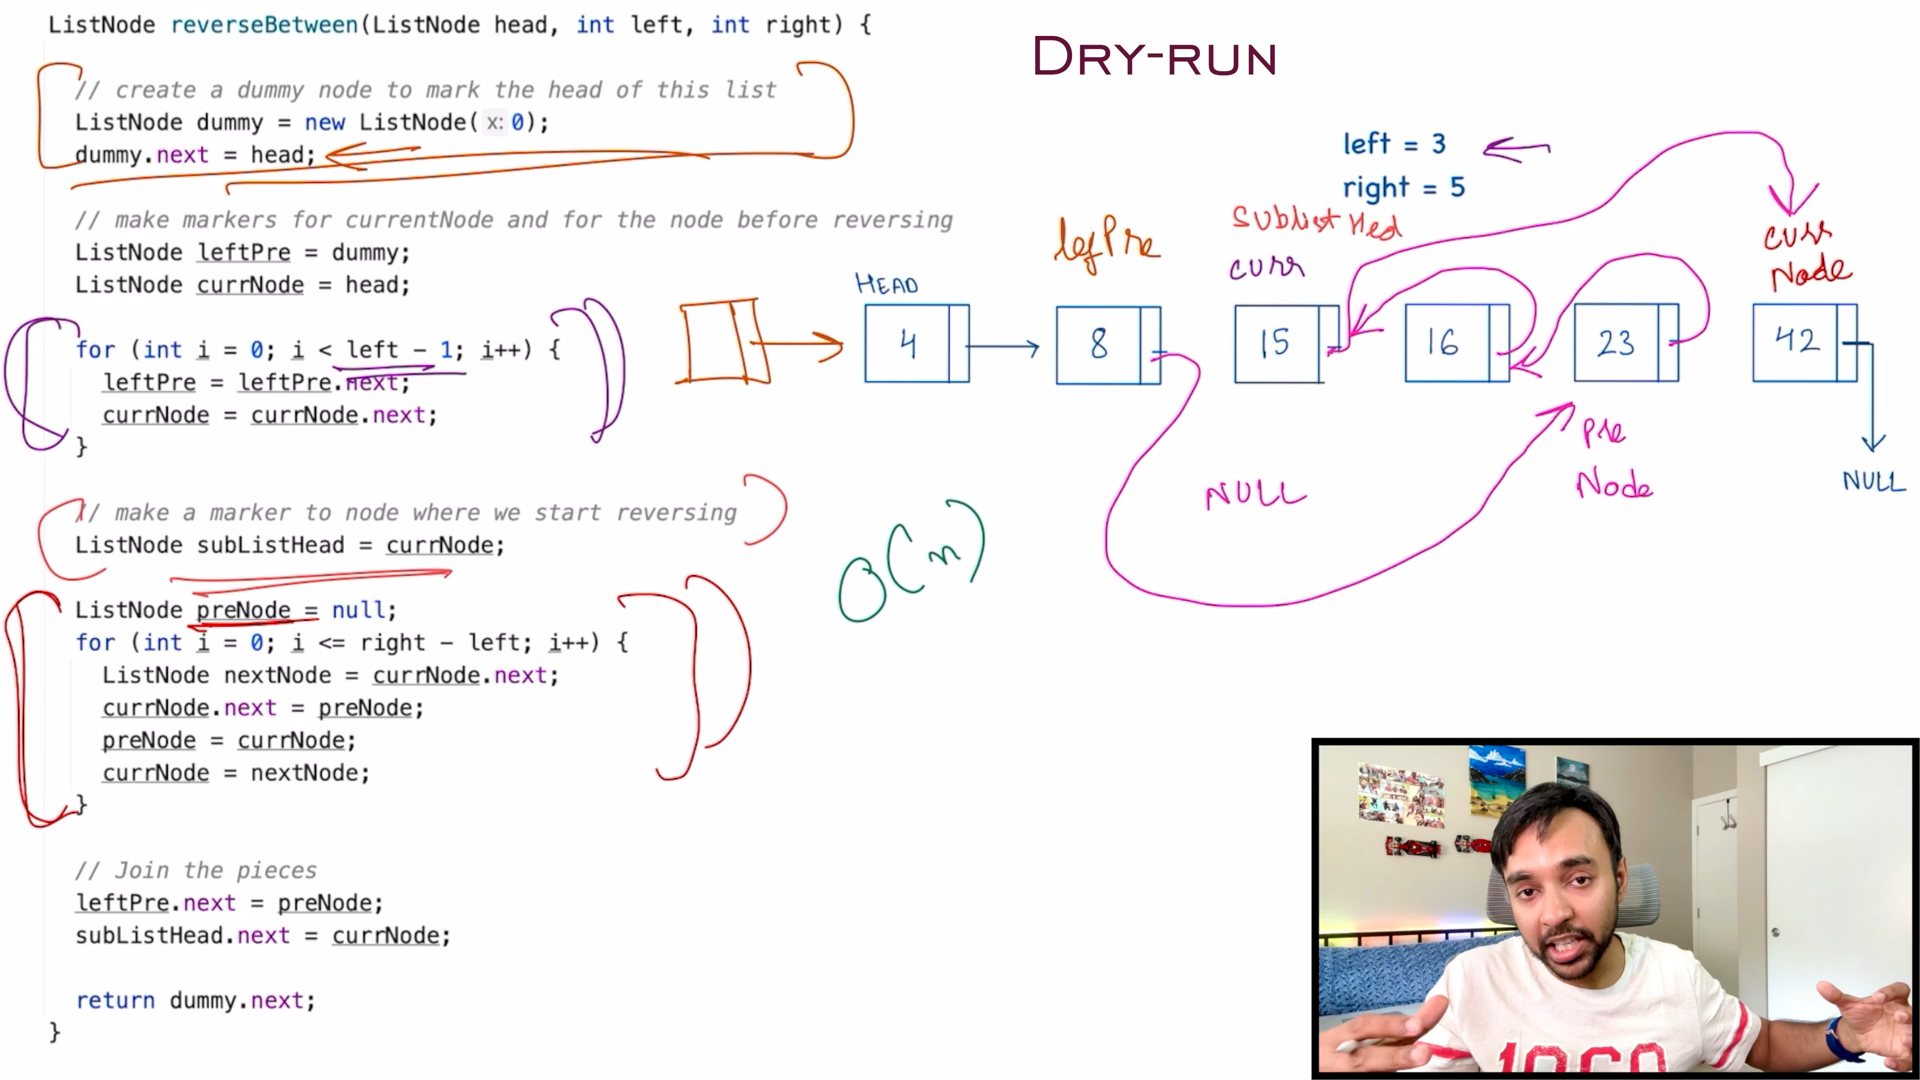 ListNode reverseBetween(ListNode head, int left, int right) {
// create a dummy node to mark the head of this list
ListNode dummy = new ListNode( x: 0);
dummy.next = head;
// make markers for currentNode and for the node before reversing
ListNode leftPre = dummy;
ListNode currNode = head;
for (int i = 0; i < left - 1; i++) {
leftPre = leftPre.next;
currNode = currNode.next;
}
// make a marker to node where we start reversing
ListNode subListHead = currNode;
ListNode preNode = null;
for (int i = 0; i <= right - left; i++) {
ListNode nextNode = currNode.next;
currNode.next = preNode;
preNode = currNode;
currNode = nextNode;
}
// Join the pieces
leftPre.next = preNode;
subListHead.next = currNode;
return dummy.next;
}
DRY-RUN
left = 3
right = 5
HEAD
lefPre
SUBlist Hed
curr
curr
Node
4
8
15
16
23
42
NULL
Pre
Node
NULL
O(n)
1960